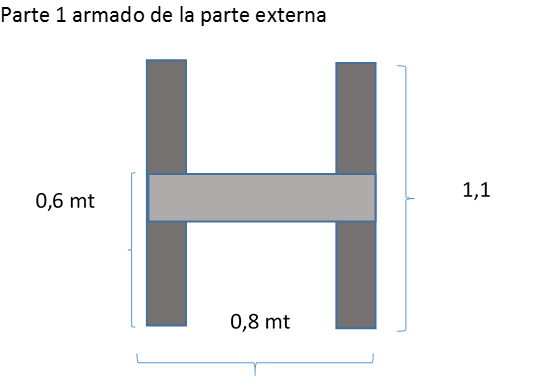 Parte 1 armado de la parte externa
0,6 mt
1,1
0,8 mt